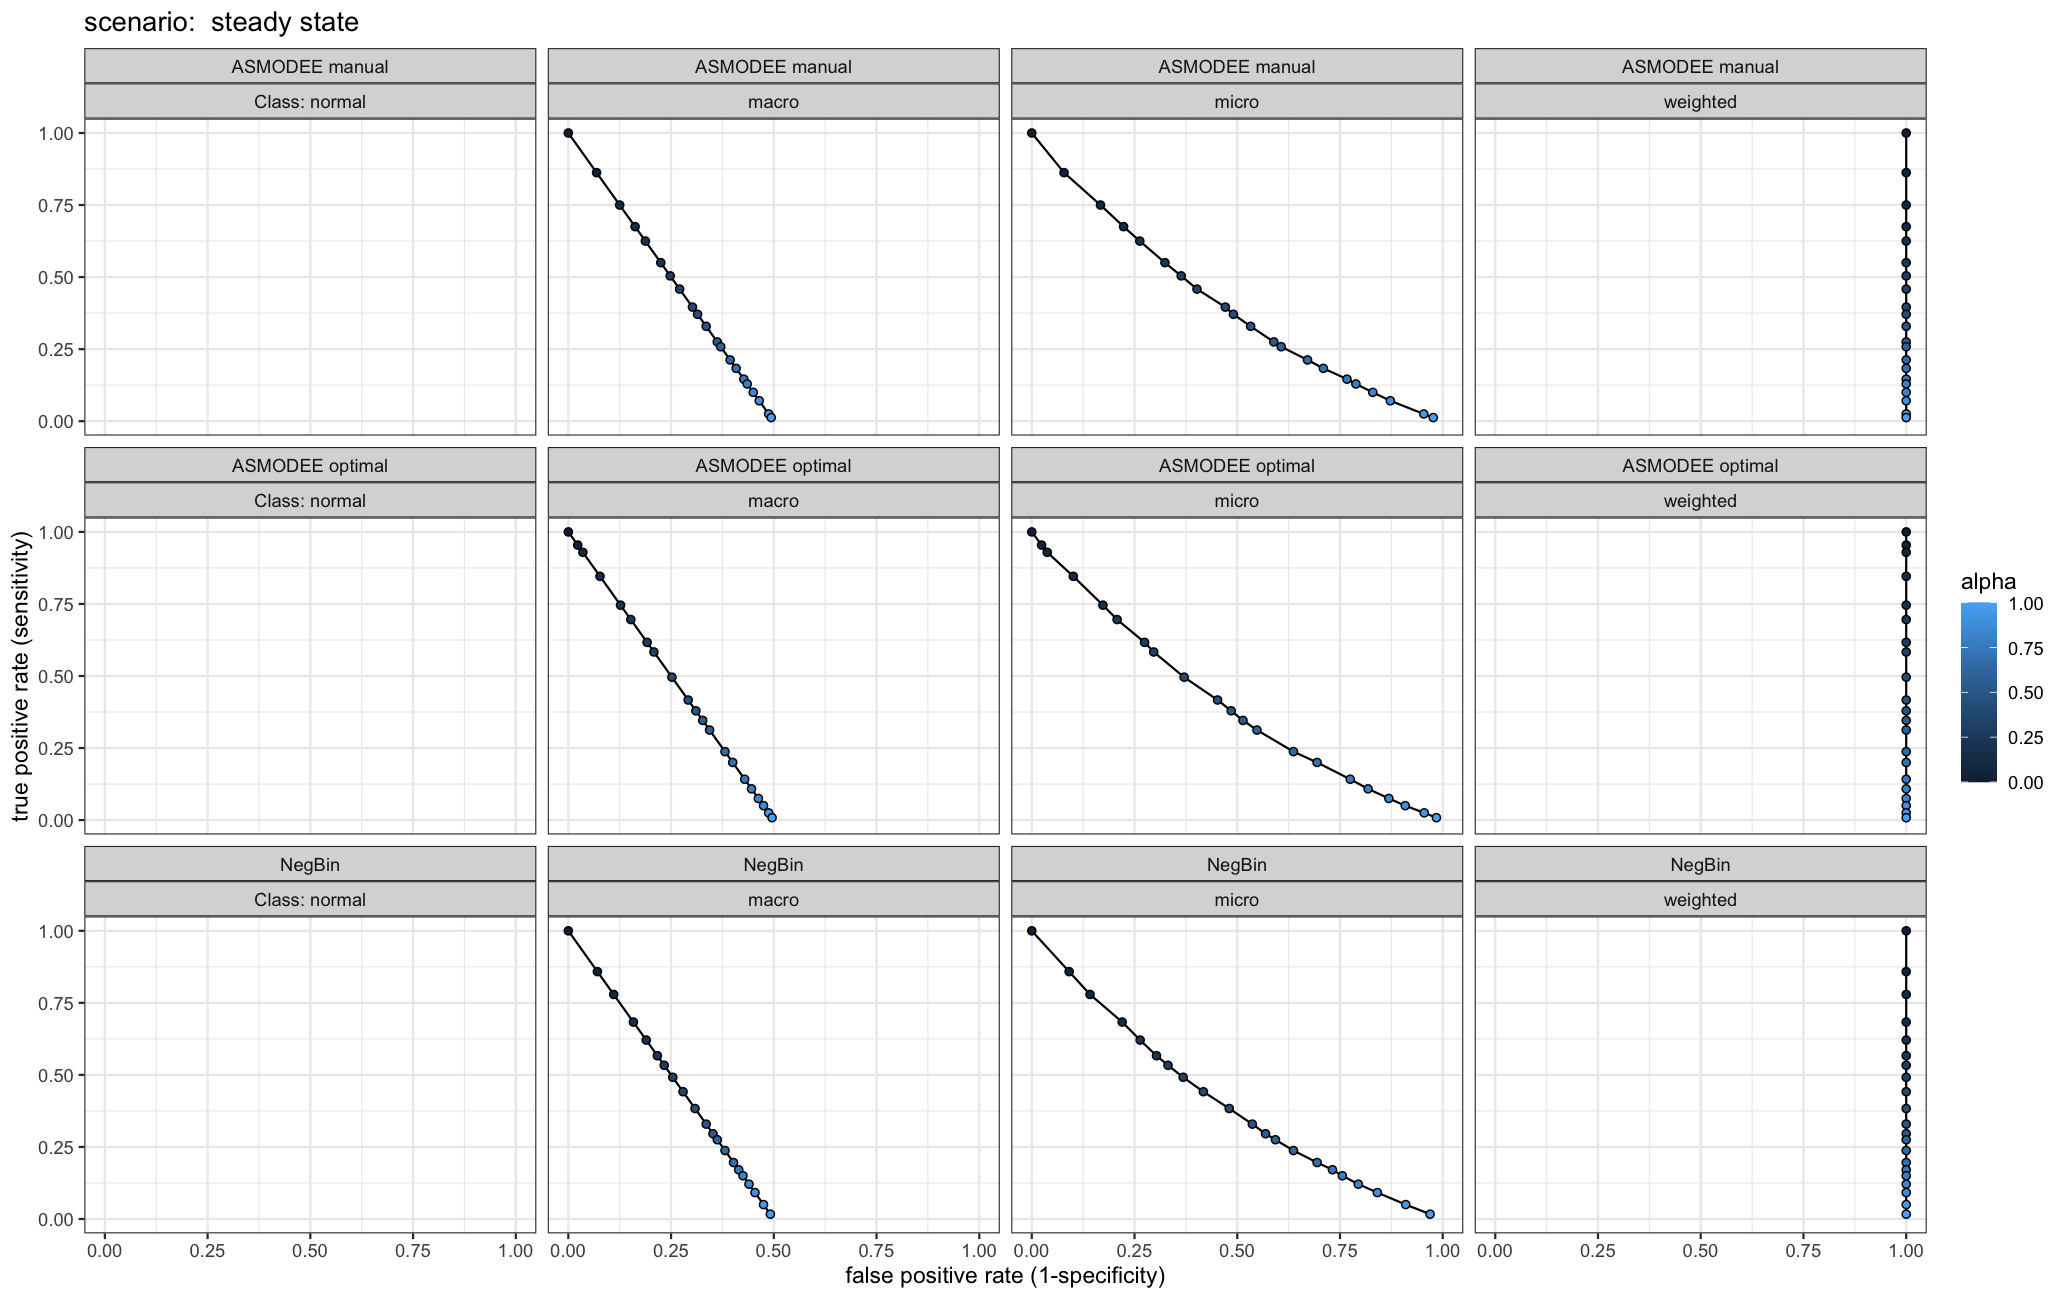 scenario:  steady state
ASMODEE manual ASMODEE manual ASMODEE manual ASMODEE manual
Class: normal macro micro weighted
1.00
0.75
0.50
0.25
0.00
ASMODEE optimal ASMODEE optimal ASMODEE optimal ASMODEE optimal
Class: normal macro micro weighted
1.00
0.75
0.50
0.25
0.00
true positive rate (sensitivity)
NegBin NegBin NegBin NegBin
Class: normal macro micro weighted
1.00
0.75
0.50
0.25
0.00
0.00 0.25 0.50 0.75 1.00 0.00 0.25 0.50 0.75 1.00 0.00 0.25 0.50 0.75 1.00 0.00 0.25 0.50 0.75 1.00
false positive rate (1-specificity)
alpha
1.00
0.75
0.50
0.25
0.00